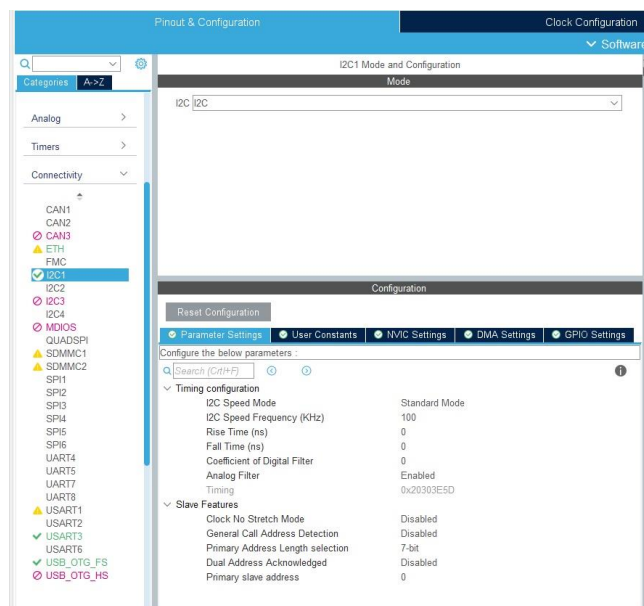 Pinout & Configuration
Clock Configuration
Software
Categories
A->Z
Analog
Timers
Connectivity
CAN1
CAN2
CAN3
ETH
FMC
I2C1
I2C2
I2C3
I2C4
MDIOS
QUADSPI
SDMMC1
SDMMC2
SPI1
SPI2
SPI3
SPI4
SPI5
SPI6
UART4
UART5
UART7
UART8
USART1
USART2
USART3
USART6
USB_OTG_FS
USB_OTG_HS
I2C1 Mode and Configuration
Mode
I2C I2C
Configuration
Reset Configuration
Parameter Settings
User Constants
NVIC Settings
DMA Settings
GPIO Settings
Configure the below parameters :
Search (Crtl+F)
Timing configuration
I2C Speed Mode Standard Mode
I2C Speed Frequency (KHz) 100
Rise Time (ns) 0
Fall Time (ns) 0
Coefficient of Digital Filter 0
Analog Filter Enabled
Timing 0x20303E5D
Slave Features
Clock No Stretch Mode Disabled
General Call Address Detection Disabled
Primary Address Length selection 7-bit
Dual Address Acknowledged Disabled
Primary slave address 0